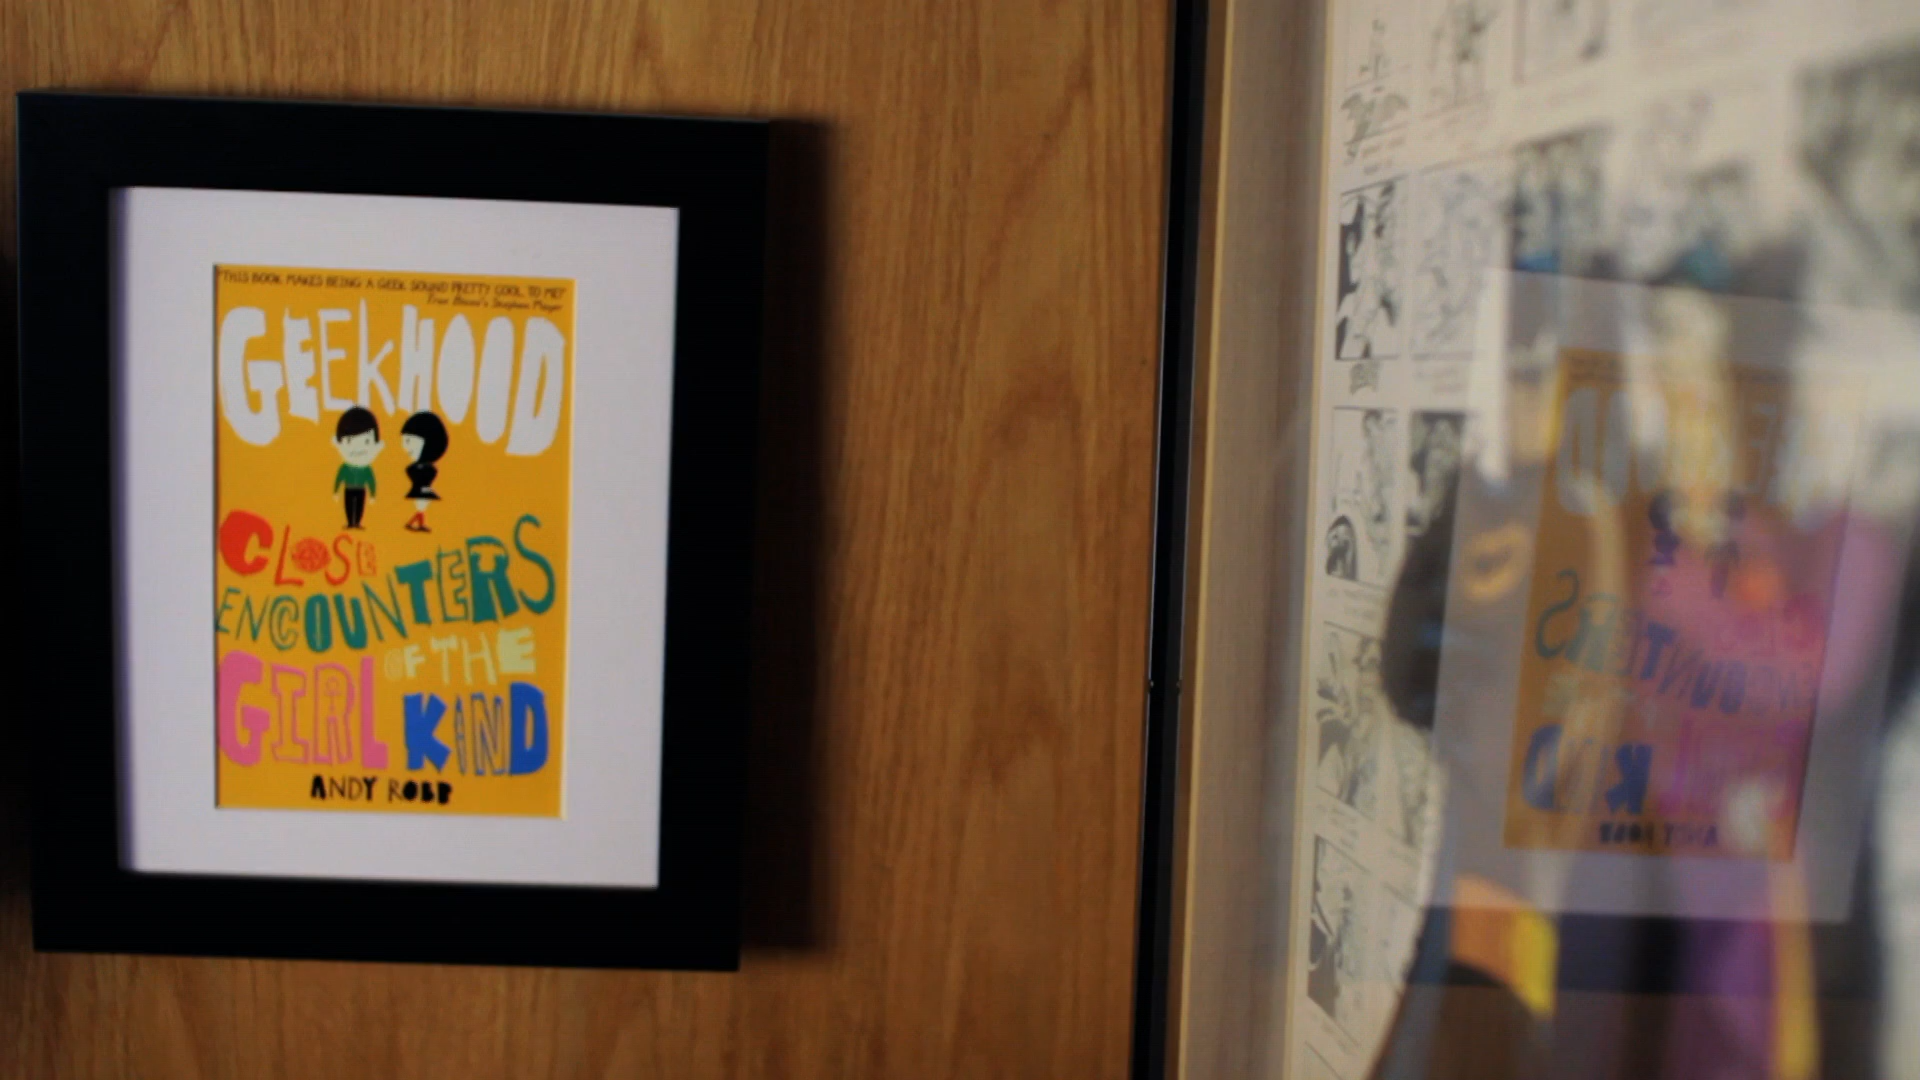 "THIS BOOK MAKES BEING A GEEK SOUND PRETTY COOL TO ME!"
GEEKHOOD
CLOSE
ENCOUNTERS
OF THE
GIRL KIND
ANDY ROBB